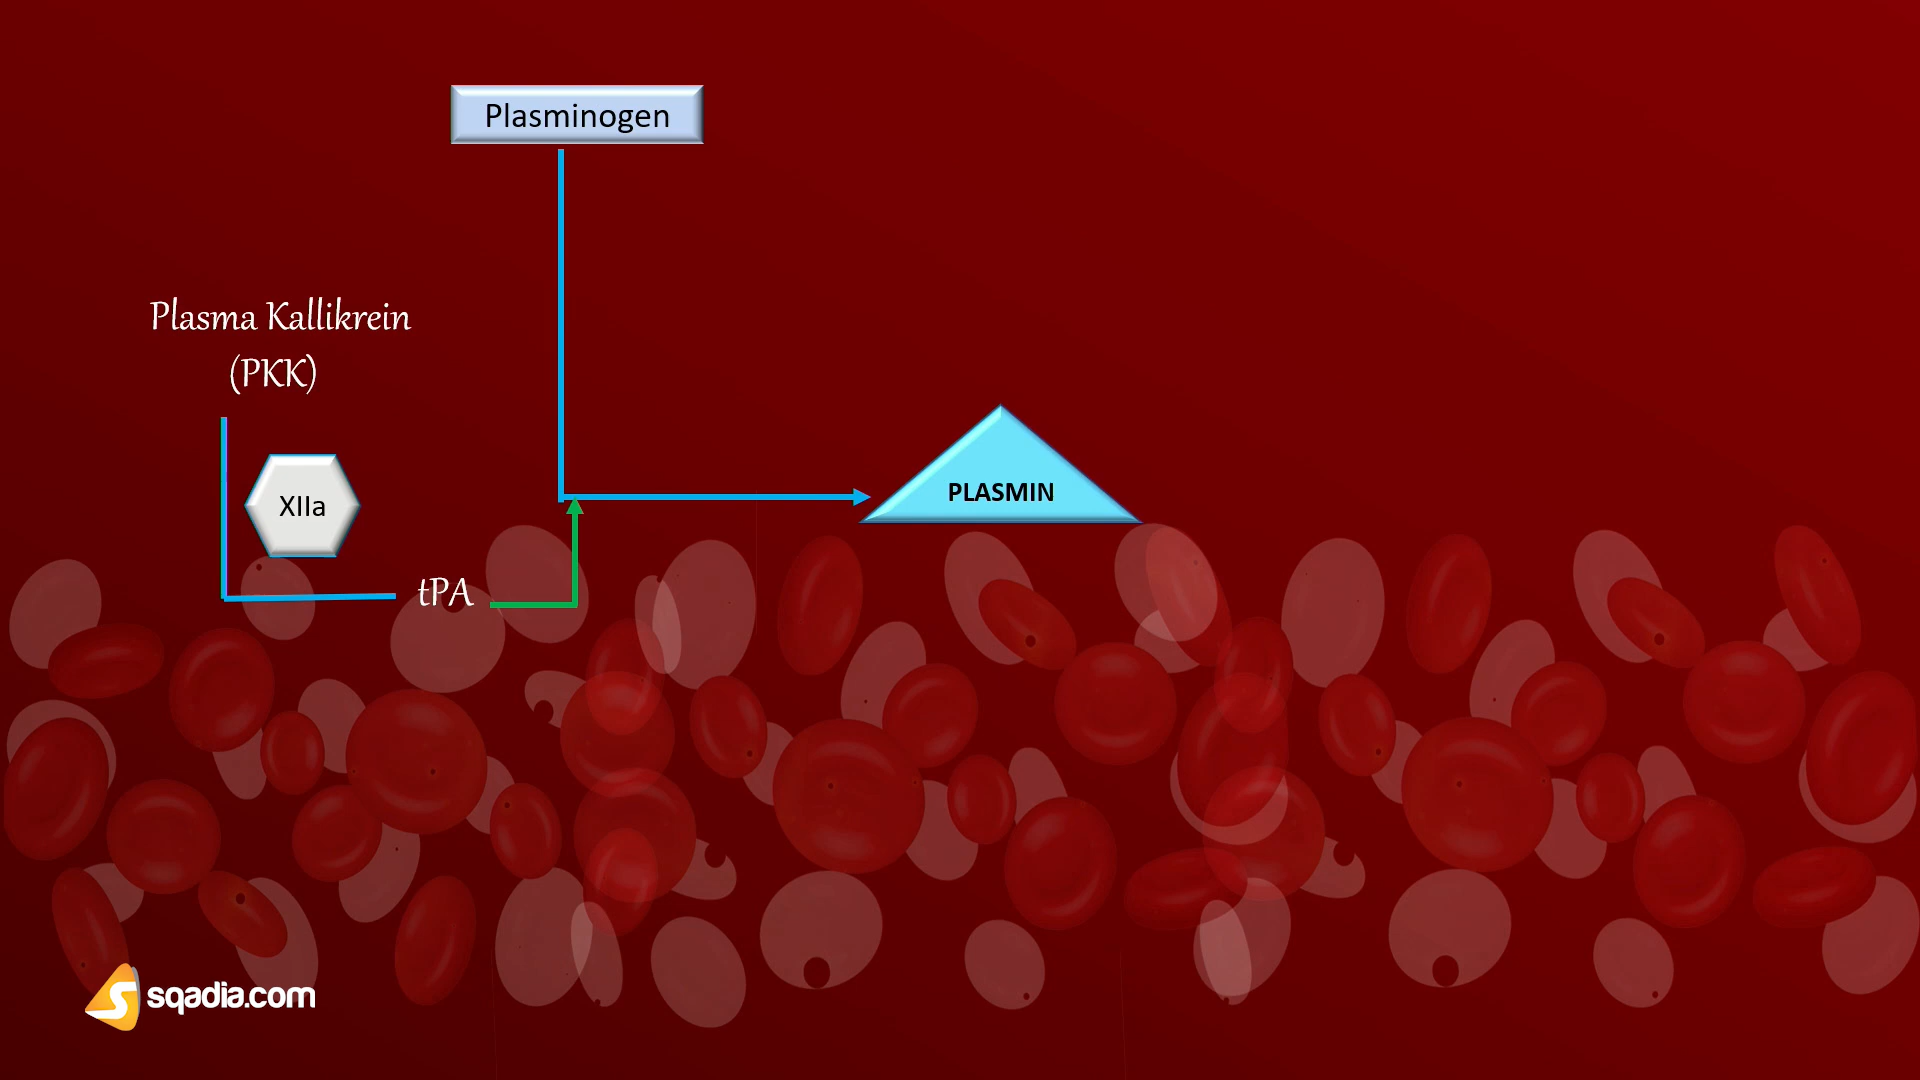 Plasminogen
Plasma Kallikrein
(PKK)
XIIa
PLASMIN
tPA
sqadia.com